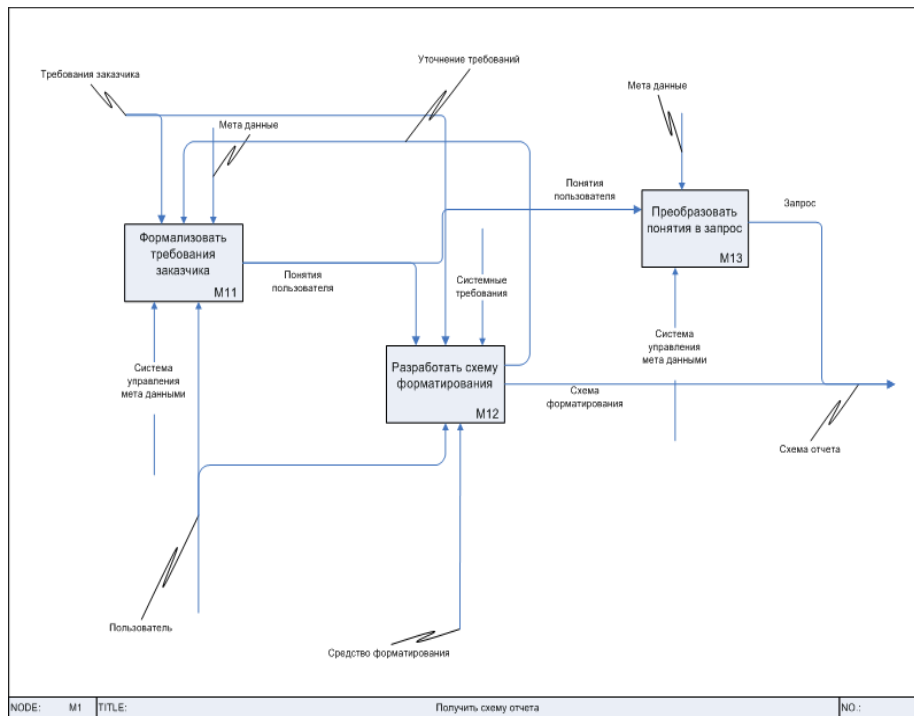 Уточнение требований
Требования заказчика
Мета данные
Мета данные
Понятия
пользователя
Запрос
Преобразовать
понятия в запрос
M13
Формализовать
требования
заказчика
M11
Понятия
пользователя
Системные
требования
Система
управления
мета данными
Система
управления
мета данными
Разработать схему
форматирования
M12
Схема
форматирования
Схема отчета
Пользователь
Средство форматирования
NODE: M1 TITLE: Получить схему отчета NO.: